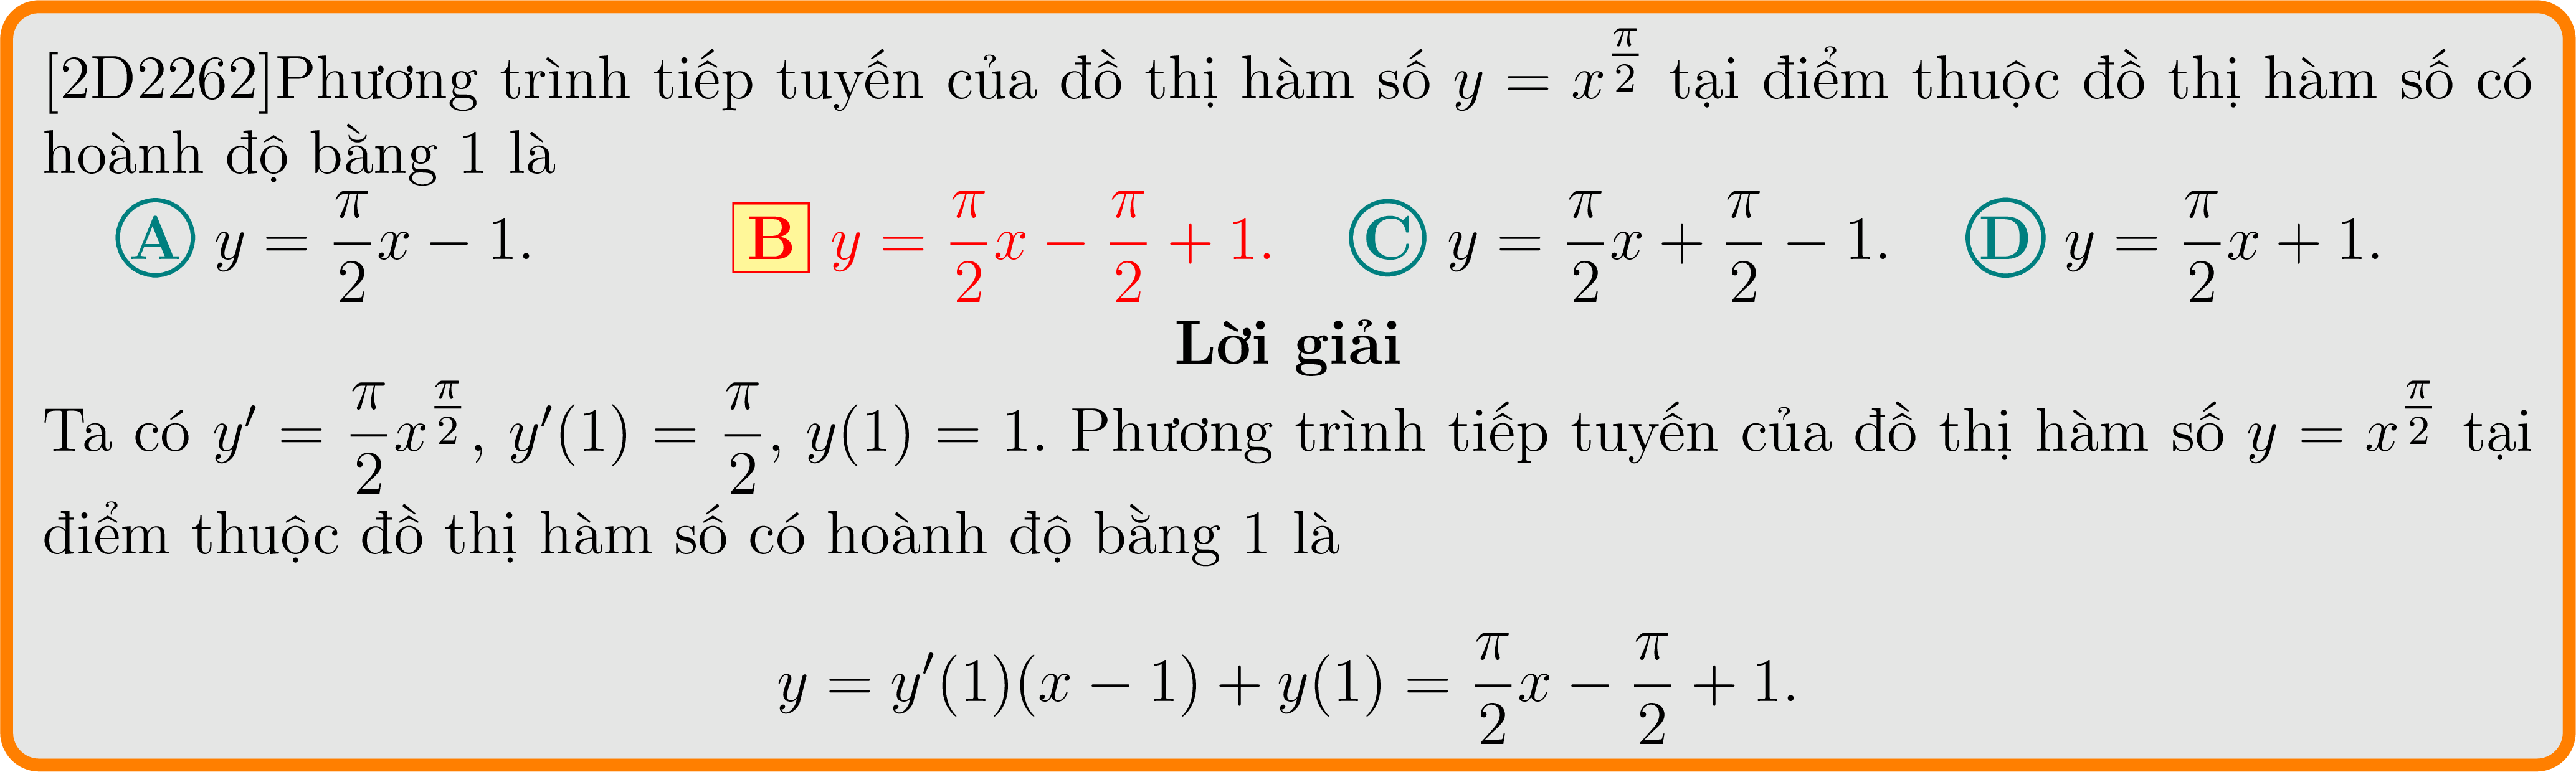 [2D2262]Phương trình tiếp tuyến của đồ thị hàm số $y = x^{\frac{\pi}{2}}$ tại điểm thuộc đồ thị hàm số có
hoành độ bằng 1 là
A $y = \frac{\pi}{2}x - 1.$ B $y = \frac{\pi}{2}x - \frac{\pi}{2} + 1.$ C $y = \frac{\pi}{2}x + \frac{\pi}{2} - 1.$ D $y = \frac{\pi}{2}x + 1.$
Lời giải
Ta có $y' = \frac{\pi}{2}x^{\frac{\pi}{2}}$, $y'(1) = \frac{\pi}{2}$, $y(1) = 1$. Phương trình tiếp tuyến của đồ thị hàm số $y = x^{\frac{\pi}{2}}$ tại
điểm thuộc đồ thị hàm số có hoành độ bằng 1 là
$y = y'(1)(x - 1) + y(1) = \frac{\pi}{2}x - \frac{\pi}{2} + 1.$